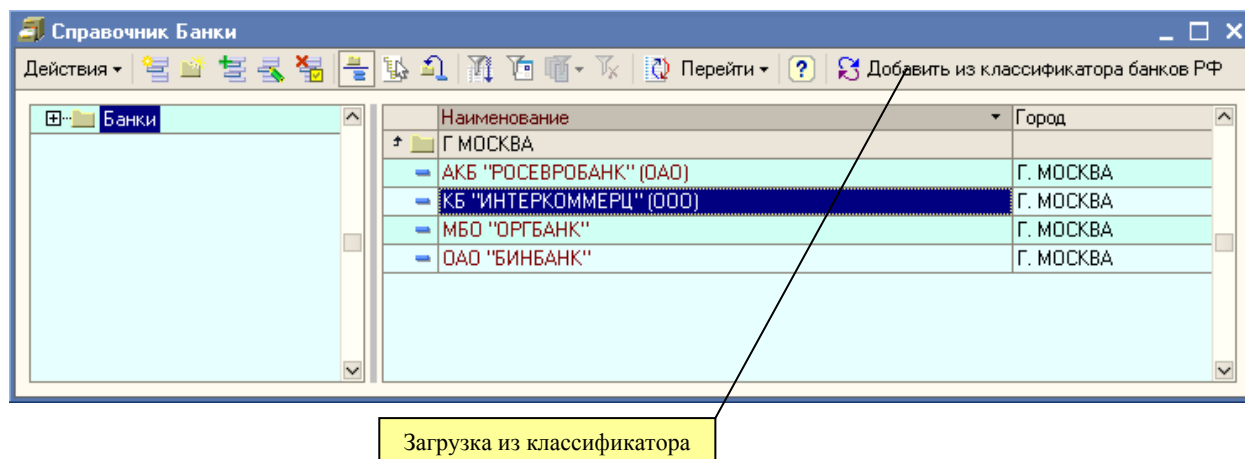 Справочник Банки
Действия Перейти ? Добавить из классификатора банков РФ
Банки
Наименование Город
Г МОСКВА
АКБ "РОСЕВРОБАНК" (ОАО) Г. МОСКВА
КБ "ИНТЕРКОММЕРЦ" (ООО) Г. МОСКВА
МБО "ОРГБАНК" Г. МОСКВА
ОАО "БИНБАНК" Г. МОСКВА
Загрузка из классификатора